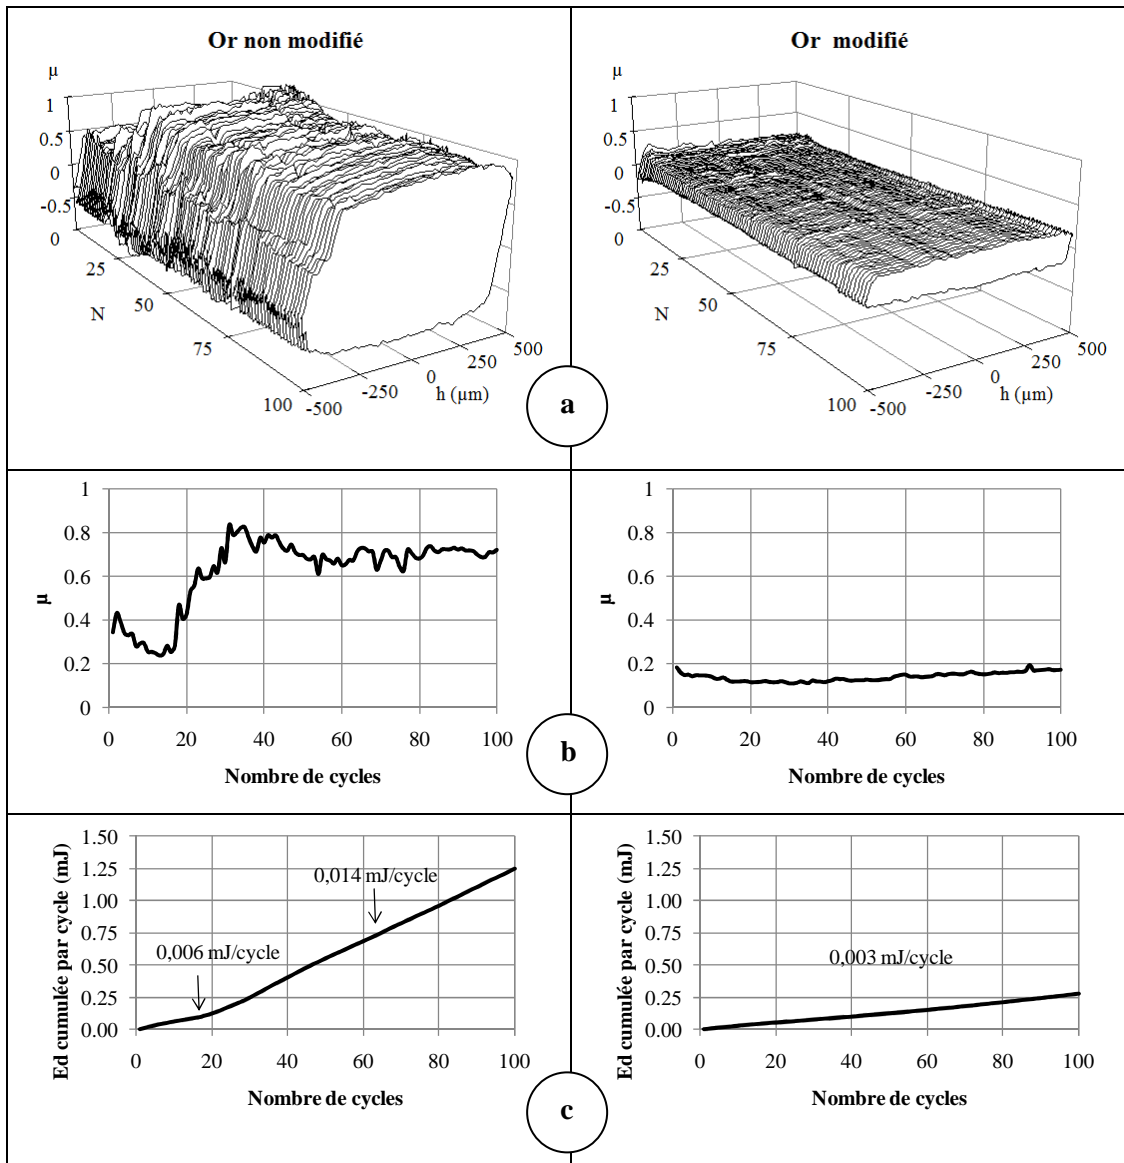 Or non modifié
Or modifié
µ
1
0.5
0
-0.5
0
25
50
75
100
N
-500
-250
0
250
500
h (µm)
µ
1
0.5
0
-0.5
0
25
50
75
100
N
-500
-250
0
250
500
h (µm)
a
1
0.8
0.6
0.4
0.2
0
µ
0 20 40 60 80 100
Nombre de cycles
1
0.8
0.6
0.4
0.2
0
µ
0 20 40 60 80 100
Nombre de cycles
b
Ed cumulée par cycle (mJ)
1.50
1.25
1.00
0.75
0.50
0.25
0.00
0,014 mJ/cycle
0,006 mJ/cycle
0 20 40 60 80 100
Nombre de cycles
Ed cumulée par cycle (mJ)
1.50
1.25
1.00
0.75
0.50
0.25
0.00
0,003 mJ/cycle
0 20 40 60 80 100
Nombre de cycles
c